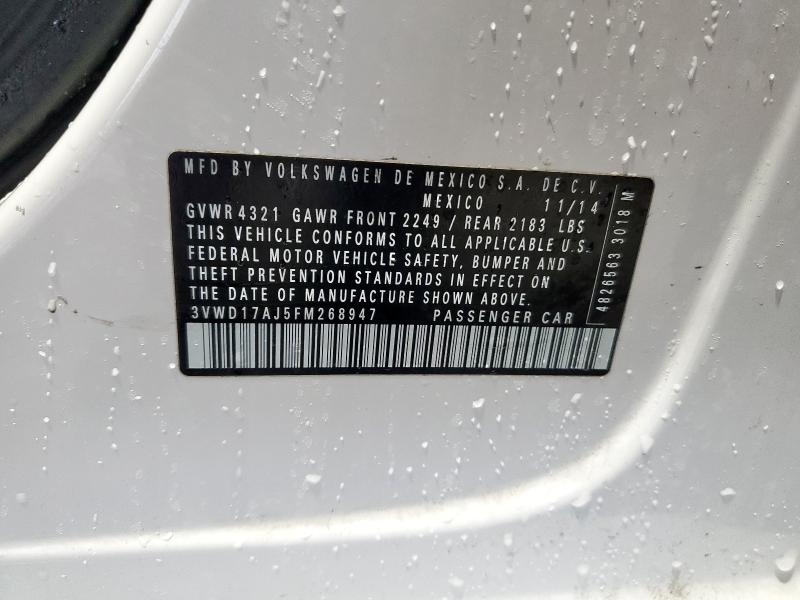 MFD BY VOLKSWAGEN DE MEXICO S.A. DE C.V.
MEXICO 11/14
GVWR 4321 GAWR FRONT 2249 / REAR 2183 LBS
THIS VEHICLE CONFORMS TO ALL APPLICABLE U.S.
FEDERAL MOTOR VEHICLE SAFETY, BUMPER AND
THEFT PREVENTION STANDARDS IN EFFECT ON
THE DATE OF MANUFACTURE SHOWN ABOVE.
3VWD17AJ5FM268947 PASSENGER CAR
4826563 3018 M